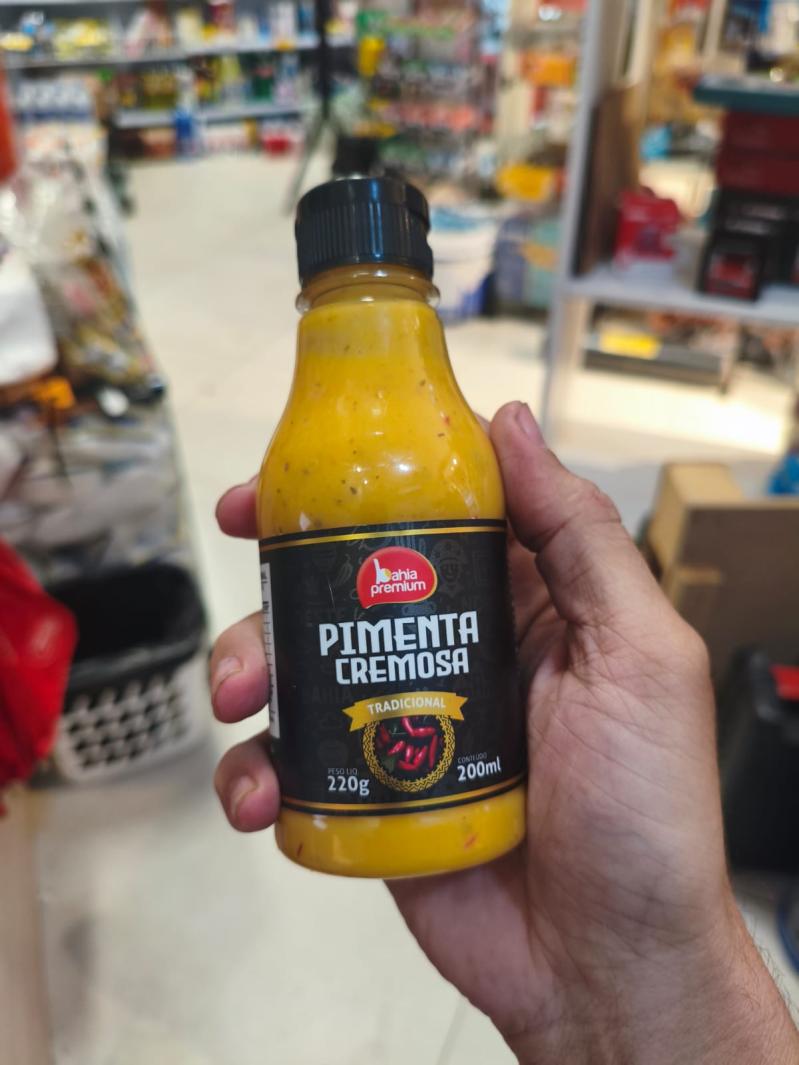 bahia
premium
PIMENTA
CREMOSA
TRADICIONAL
PESO LIQ.
220g
CONTEÚDO
200ml